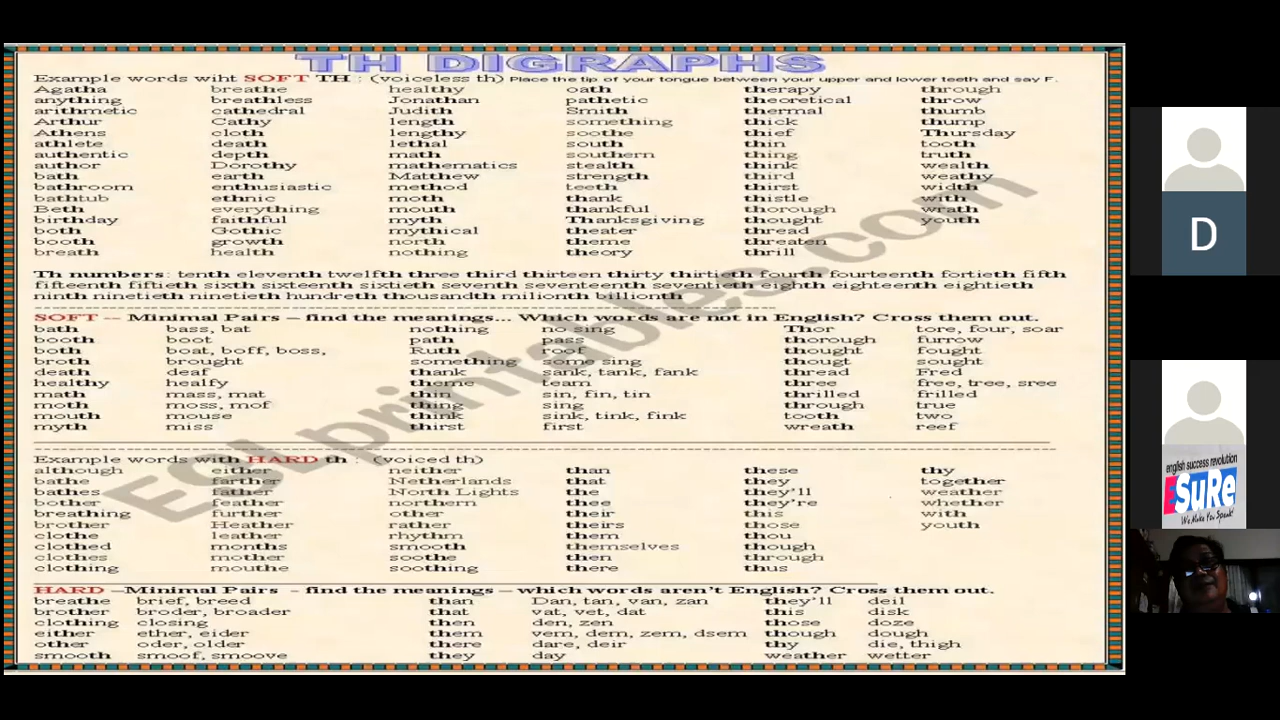 TH DIGRAPHS
Example words wiht SOFT TH : (voiceless th) Place the tip of your tongue between your upper and lower teeth and say F.
Agatha breathe healthy oath therapy through
anything breathless Jonathan pathetic theoretical throw
arithmetic cathedral Judith Smith thermal thumb
Arthur Cathy length something thick thump
Athens cloth lengthy soothe thief Thursday
athlete death lethal south thin tooth
authentic depth math southern thing truth
author Dorothy mathematics stealth think wealth
bath earth Matthew strength third weathy
bathroom enthusiastic method teeth thirst width
bathtub ethnic moth thank thistle with
Beth everything mouth thankful thorough wrath
birthday faithful myth Thanksgiving thought youth
both Gothic mythical theater thread
booth growth north theme threaten
breath health nothing theory thrill
Th numbers: tenth eleventh twelfth three third thirteen thirty thirtieth fourth fourteenth fortieth fifth
fifteenth fiftieth sixth sixteenth sixtieth seventh seventeenth seventieth eighth eighteenth eightieth
ninth ninetieth ninetieth hundreth thousandth milionth billionth
SOFT -- Minimal Pairs – find the meanings... Which words are not in English? Cross them out.
bath bass, bat nothing no sing Thor tore, four, soar
booth boot path pass thorough furrow
both boat, boff, boss, Ruth roof thought fought
broth brought something some sing thougt sought
death deaf thank sank, tank, fank thread Fred
healthy healfy theme team three free, tree, sree
math mass, mat thin sin, fin, tin thrilled frilled
moth moss, mof thing sing through true
mouth mouse think sink, tink, fink tooth two
myth miss thirst first wreath reef
Example words with HARD th : (voiced th)
although either neither than these thy
bathe farther Netherlands that they together
bathes father North Lights the they'll weather
bother feather northern thee they're whether
breathing further other their this with
brother Heather rather theirs those youth
clothe leather rhythm them thou
clothed months smooth themselves though
clothes mother soothe then through
clothing mouthe soothing there thus
HARD –Minimal Pairs - find the meanings – which words aren't English? Cross them out.
breathe brief, breed than Dan, tan, van, zan they'll deil
brother broder, broader that vat, vet, dat this disk
clothing closing then den, zen those doze
either ether, eider them vem, dem, zem, dsem though dough
other oder, older there dare, deir thy die, thigh
smooth smoof, smoove they day weather wetter
ESLprintables.com
D
english success revolution
ESuRe
We Make You Speak!